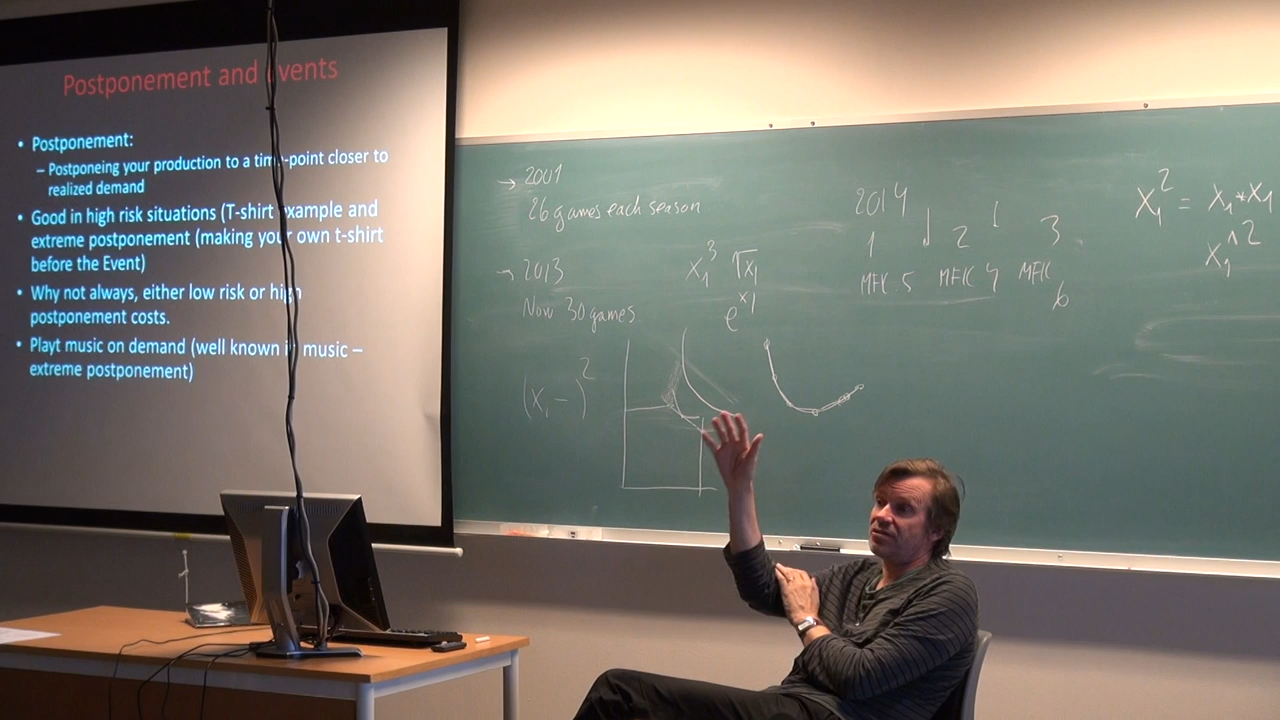 Postponement and Events
• Postponement:
– Postponeing your production to a time-point closer to
realized demand
• Good in high risk situations (T-shirt example and
extreme postponement (making your own t-shirt
before the Event)
• Why not always, either low risk or high
postponement costs.
• Playt music on demand (well known in music –
extreme postponement)
→ 2001
26 games each season
→ 2013
Now 30 games
X₁³ √X₁
e^X₁
(X₁ - )²
2014
1 2 3
MFK 5 MFK 4 MFK
6
X₁² = X₁*X₁
X₁^2